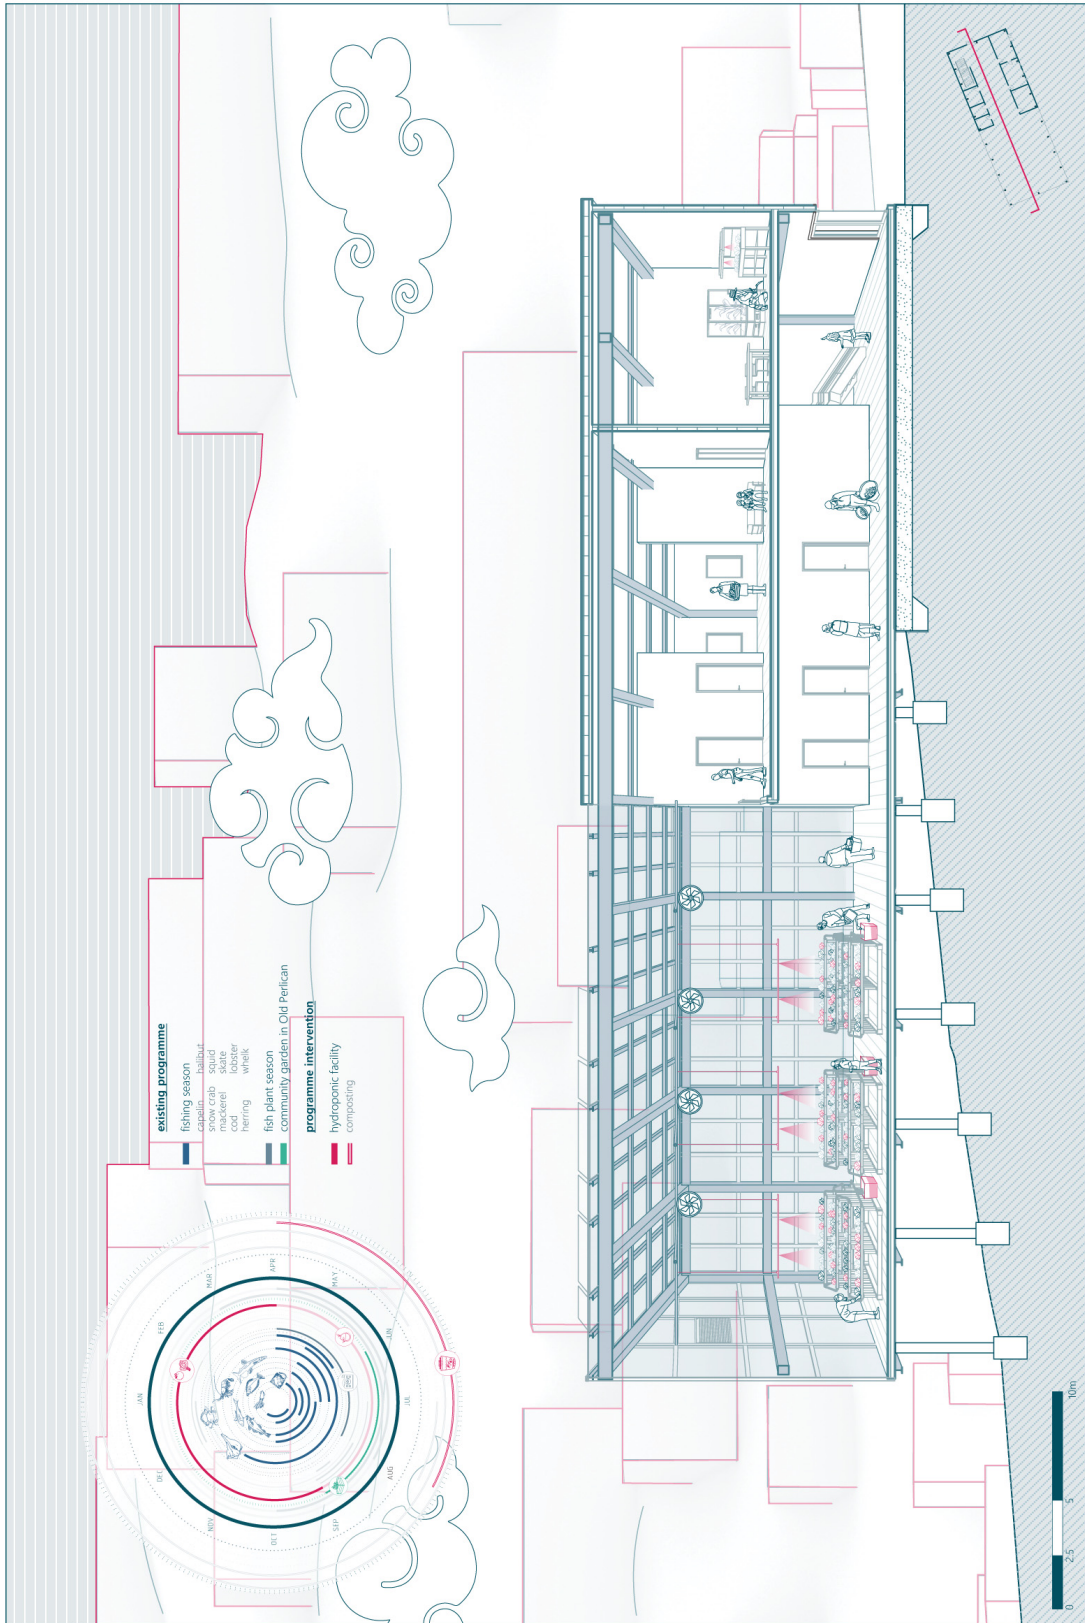 existing programme
fishing season
capelin halibut
snow crab squid
mackerel skate
cod lobster
herring whelk
fish plant season
community garden in Old Perlican
programme intervention
hydroponic facility
composting
JAN
FEB
MAR
APR
MAY
JUN
JUL
AUG
SEP
OCT
NOV
DEC
0 2.5 5 10m